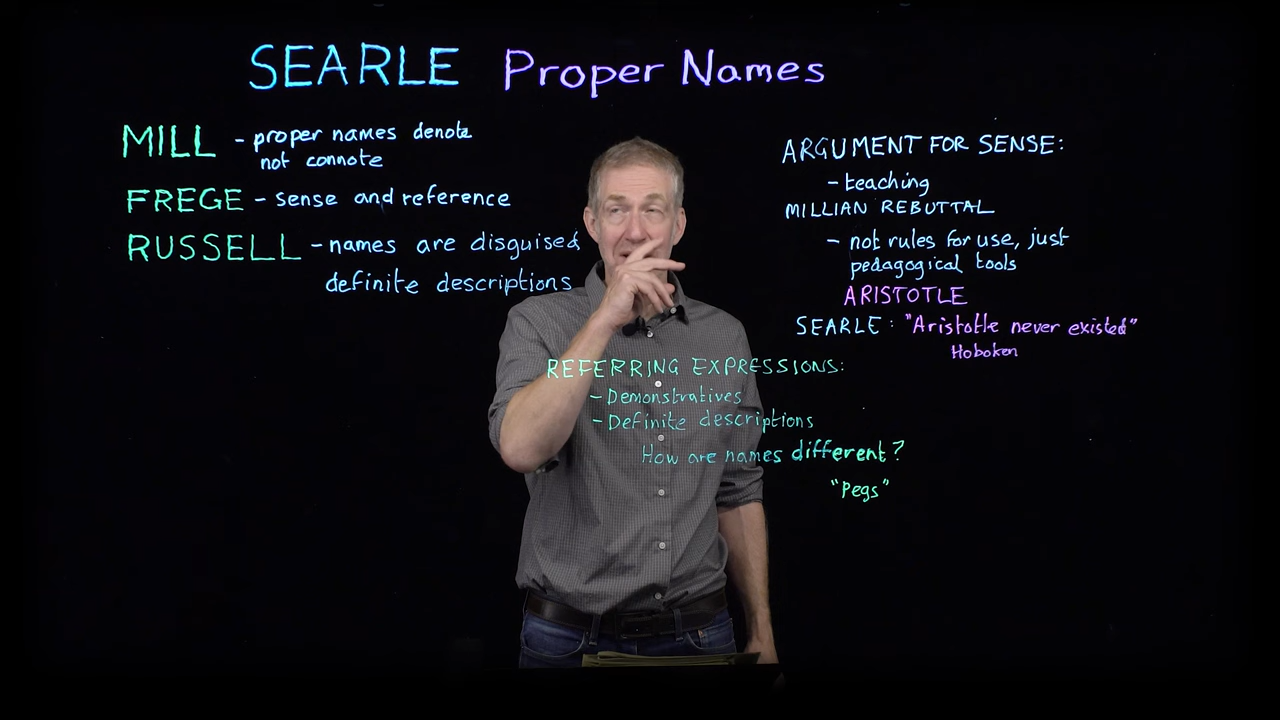 SEARLE Proper Names
MILL - proper names denote
not connote
FREGE - sense and reference
RUSSELL - names are disguised
definite descriptions
ARGUMENT FOR SENSE:
- teaching
MILLIAN REBUTTAL
- not rules for use, just
pedagogical tools
ARISTOTLE
SEARLE: "Aristotle never existed"
Hoboken
REFERRING EXPRESSIONS:
- Demonstratives
- Definite descriptions
How are names different?
"Pegs"